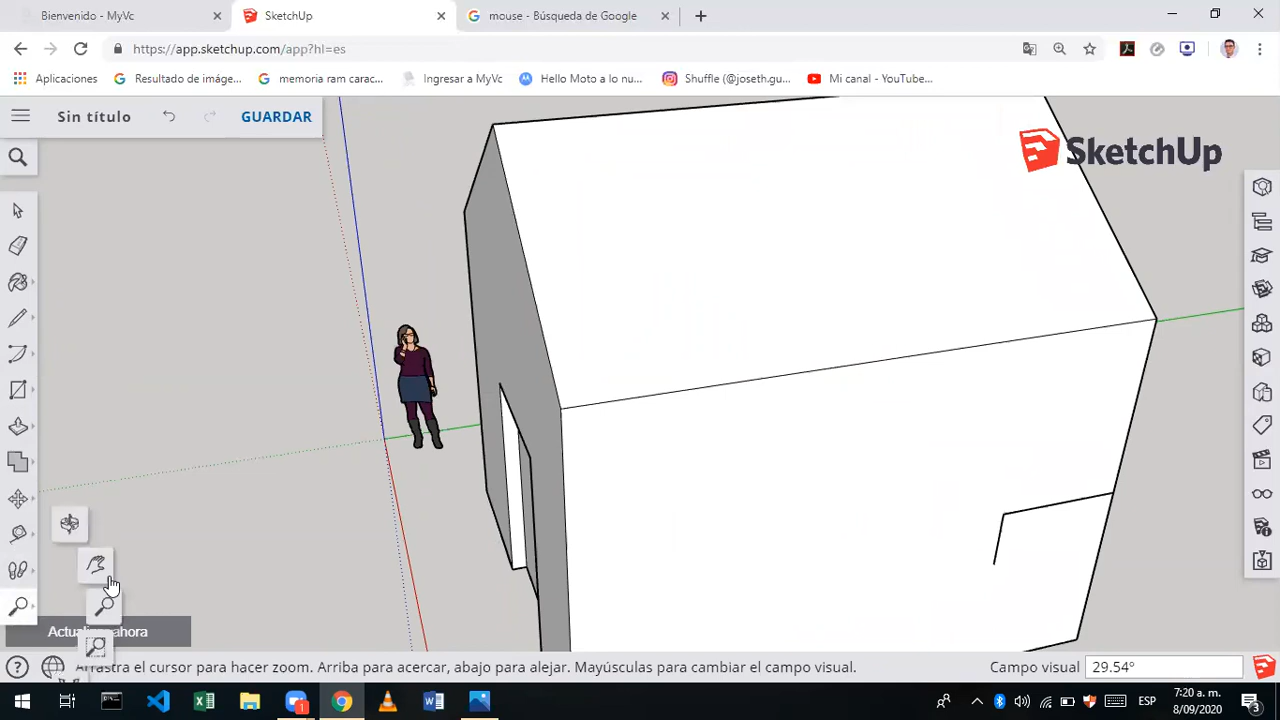 Bienvenido - MyVc
SketchUp
mouse - Búsqueda de Google
https://app.sketchup.com/app?hl=es
Aplicaciones
Resultado de imáge...
memoria ram carac...
Ingresar a MyVc
Hello Moto a lo nu...
Shuffle (@joseth.gu...
Mi canal - YouTube...
Sin título
GUARDAR
SketchUp
Arrastra el cursor para hacer zoom. Arriba para acercar, abajo para alejar. Mayúsculas para cambiar el campo visual.
Campo visual
29.54°
1
ESP
7:20 a. m.
8/09/2020
3